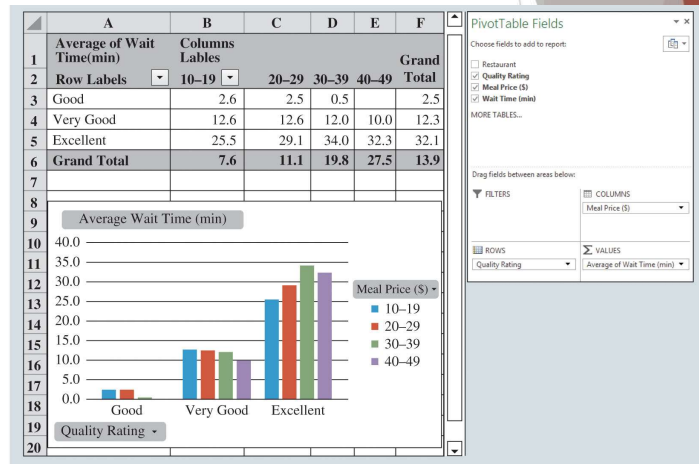 A B C D E F
1 Average of Wait Time(min) Columns Lables Grand
2 Row Labels 10–19 20–29 30–39 40–49 Total
3 Good 2.6 2.5 0.5 2.5
4 Very Good 12.6 12.6 12.0 10.0 12.3
5 Excellent 25.5 29.1 34.0 32.3 32.1
6 Grand Total 7.6 11.1 19.8 27.5 13.9
7
8
9
10
11
12
13
14
15
16
17
18
19
20
Average Wait Time (min)
40.0
35.0
30.0
25.0
20.0
15.0
10.0
5.0
0.0
Good Very Good Excellent
Quality Rating
Meal Price ($)
10–19
20–29
30–39
40–49
PivotTable Fields
Choose fields to add to report:
Restaurant
Quality Rating
Meal Price ($)
Wait Time (min)
MORE TABLES...
Drag fields between areas below:
FILTERS
COLUMNS
Meal Price ($)
ROWS
Quality Rating
VALUES
Average of Wait Time (min)